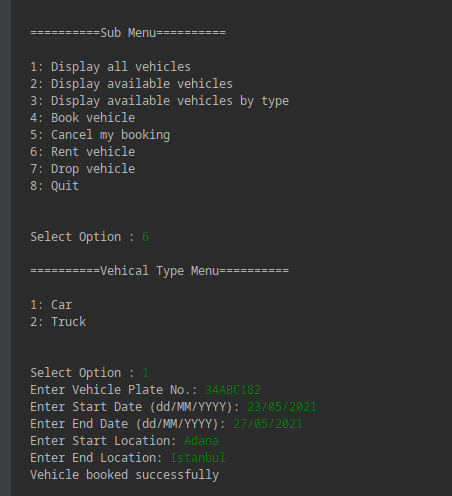 ==========Sub Menu==========
1: Display all vehicles
2: Display available vehicles
3: Display available vehicles by type
4: Book vehicle
5: Cancel my booking
6: Rent vehicle
7: Drop vehicle
8: Quit
Select Option : 6
==========Vehical Type Menu==========
1: Car
2: Truck
Select Option : 1
Enter Vehicle Plate No.: 34ABC182
Enter Start Date (dd/MM/YYYY): 23/05/2021
Enter End Date (dd/MM/YYYY): 27/05/2021
Enter Start Location: Adana
Enter End Location: Istanbul
Vehicle booked successfully